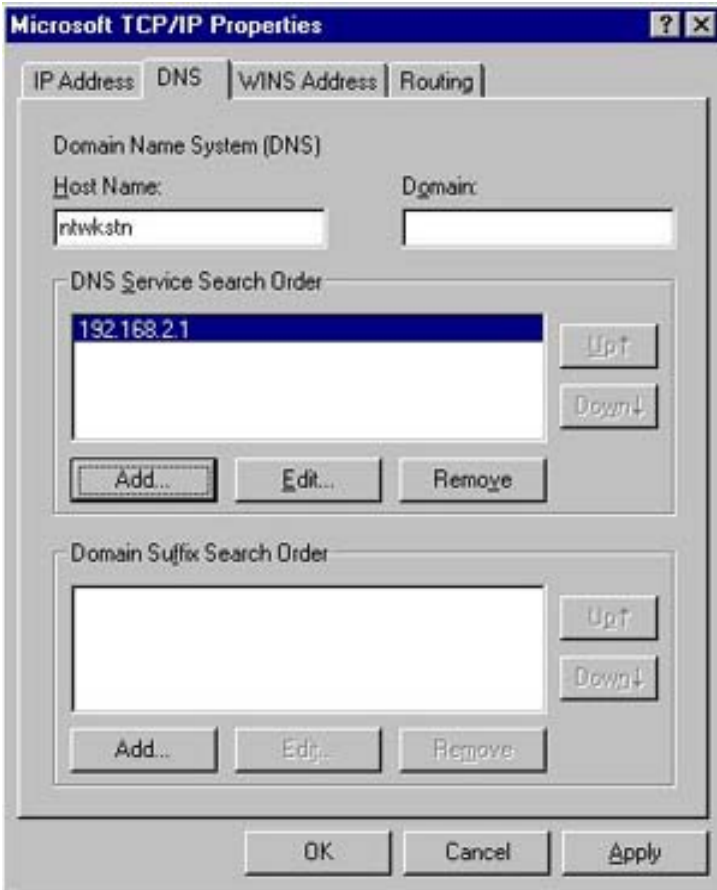 Microsoft TCP/IP Properties
IP Address DNS WINS Address Routing
Domain Name System (DNS)
Host Name: Domain:
ntwkstn
DNS Service Search Order
192.168.2.1
Up↑
Down↓
Add... Edit... Remove
Domain Suffix Search Order
Up↑
Down↓
Add... Edit... Remove
OK Cancel Apply